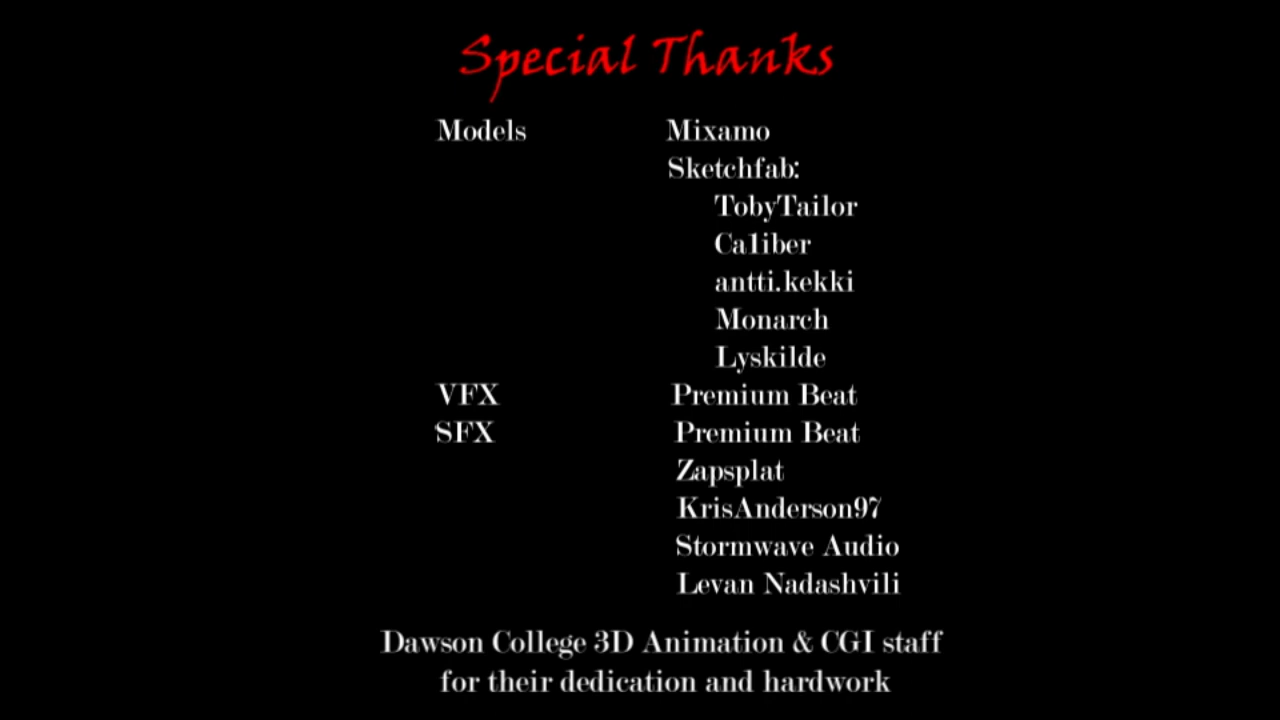 Special Thanks
Models Mixamo
Sketchfab:
TobyTailor
Ca1iber
antti.kekki
Monarch
Lyskilde
VFX Premium Beat
SFX Premium Beat
Zapsplat
KrisAnderson97
Stormwave Audio
Levan Nadashvili
Dawson College 3D Animation & CGI staff
for their dedication and hardwork